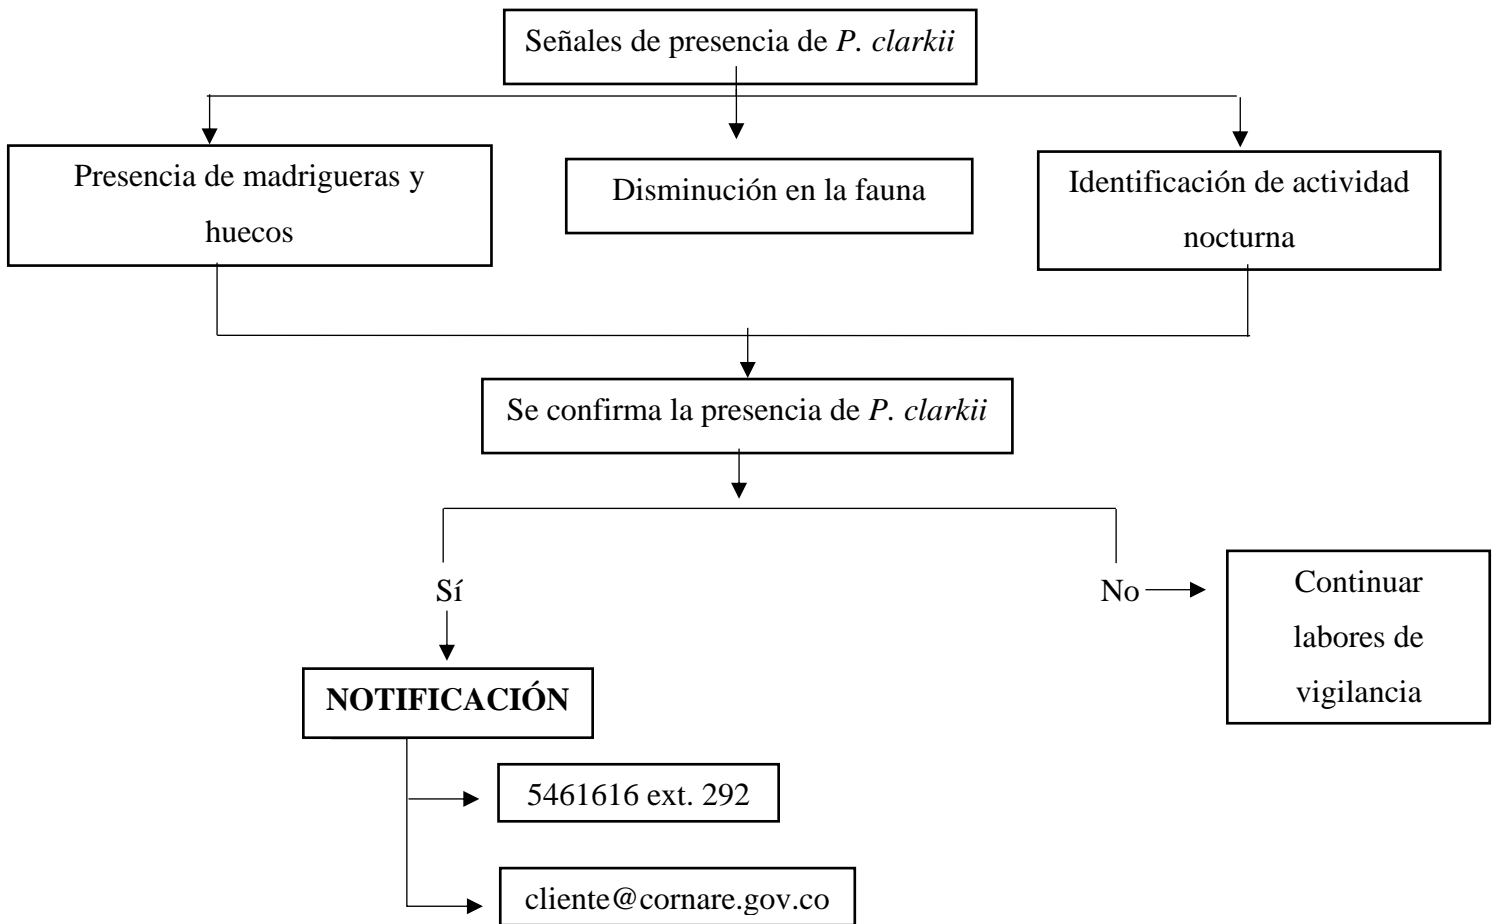 Señales de presencia de P. clarkii
Presencia de madrigueras y
huecos
Disminución en la fauna
Identificación de actividad
nocturna
Se confirma la presencia de P. clarkii
Sí
No
Continuar
labores de
vigilancia
NOTIFICACIÓN
5461616 ext. 292
cliente@cornare.gov.co